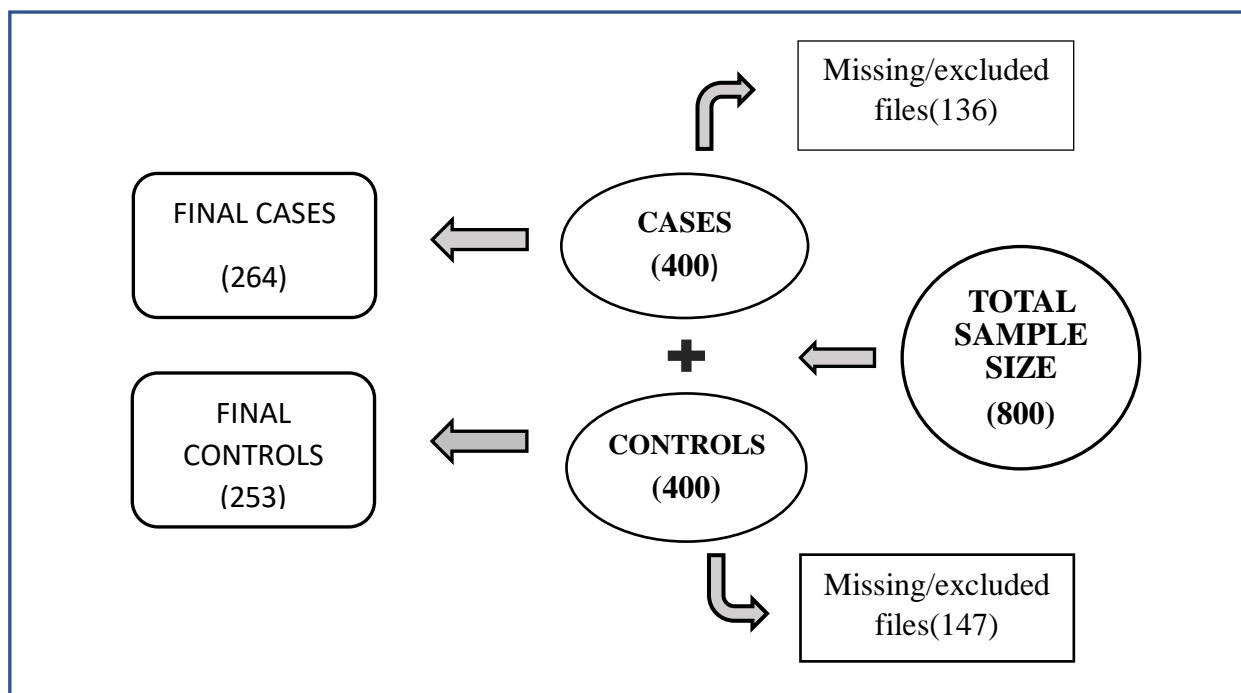 Missing/excluded
files(136)
FINAL CASES
(264)
CASES
(400)
TOTAL
SAMPLE
SIZE
(800)
FINAL
CONTROLS
(253)
CONTROLS
(400)
Missing/excluded
files(147)